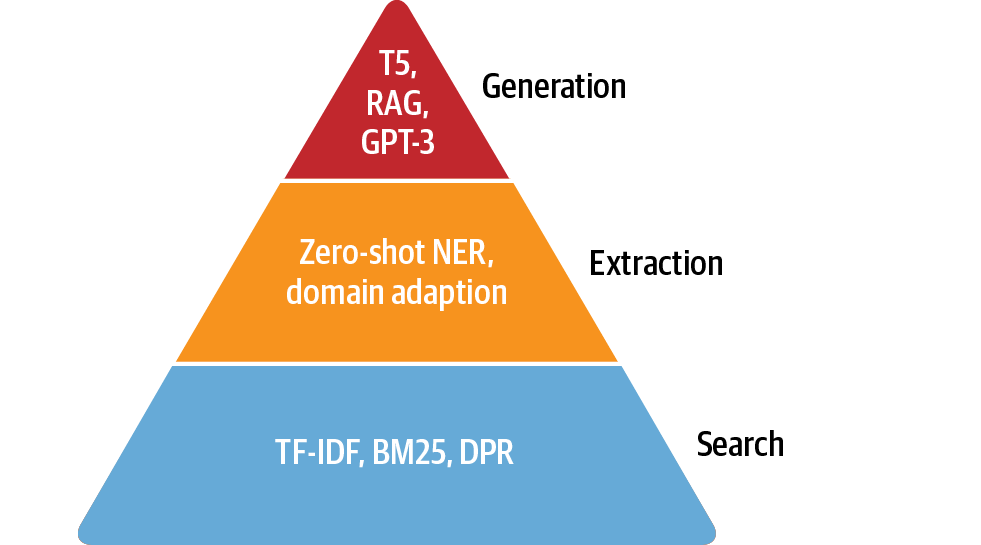 T5,
RAG,
GPT-3
Generation
Zero-shot NER,
domain adaption
Extraction
TF-IDF, BM25, DPR
Search